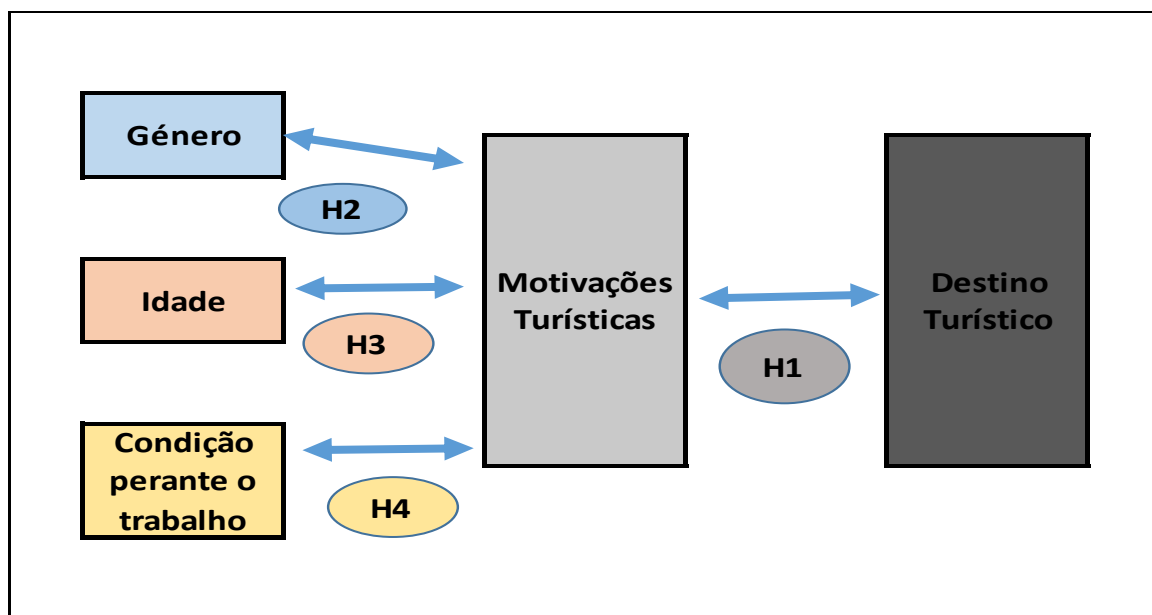 Género
H2
Idade
H3
Condição
perante o
trabalho
H4
Motivações
Turísticas
H1
Destino
Turístico